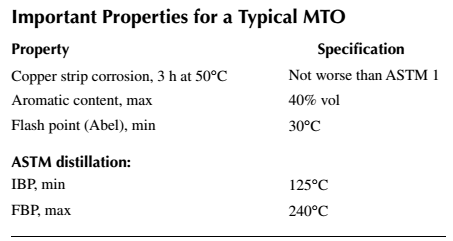 Important Properties for a Typical MTO
Property Specification
Copper strip corrosion, 3 h at 50°C Not worse than ASTM 1
Aromatic content, max 40% vol
Flash point (Abel), min 30°C
ASTM distillation:
IBP, min 125°C
FBP, max 240°C